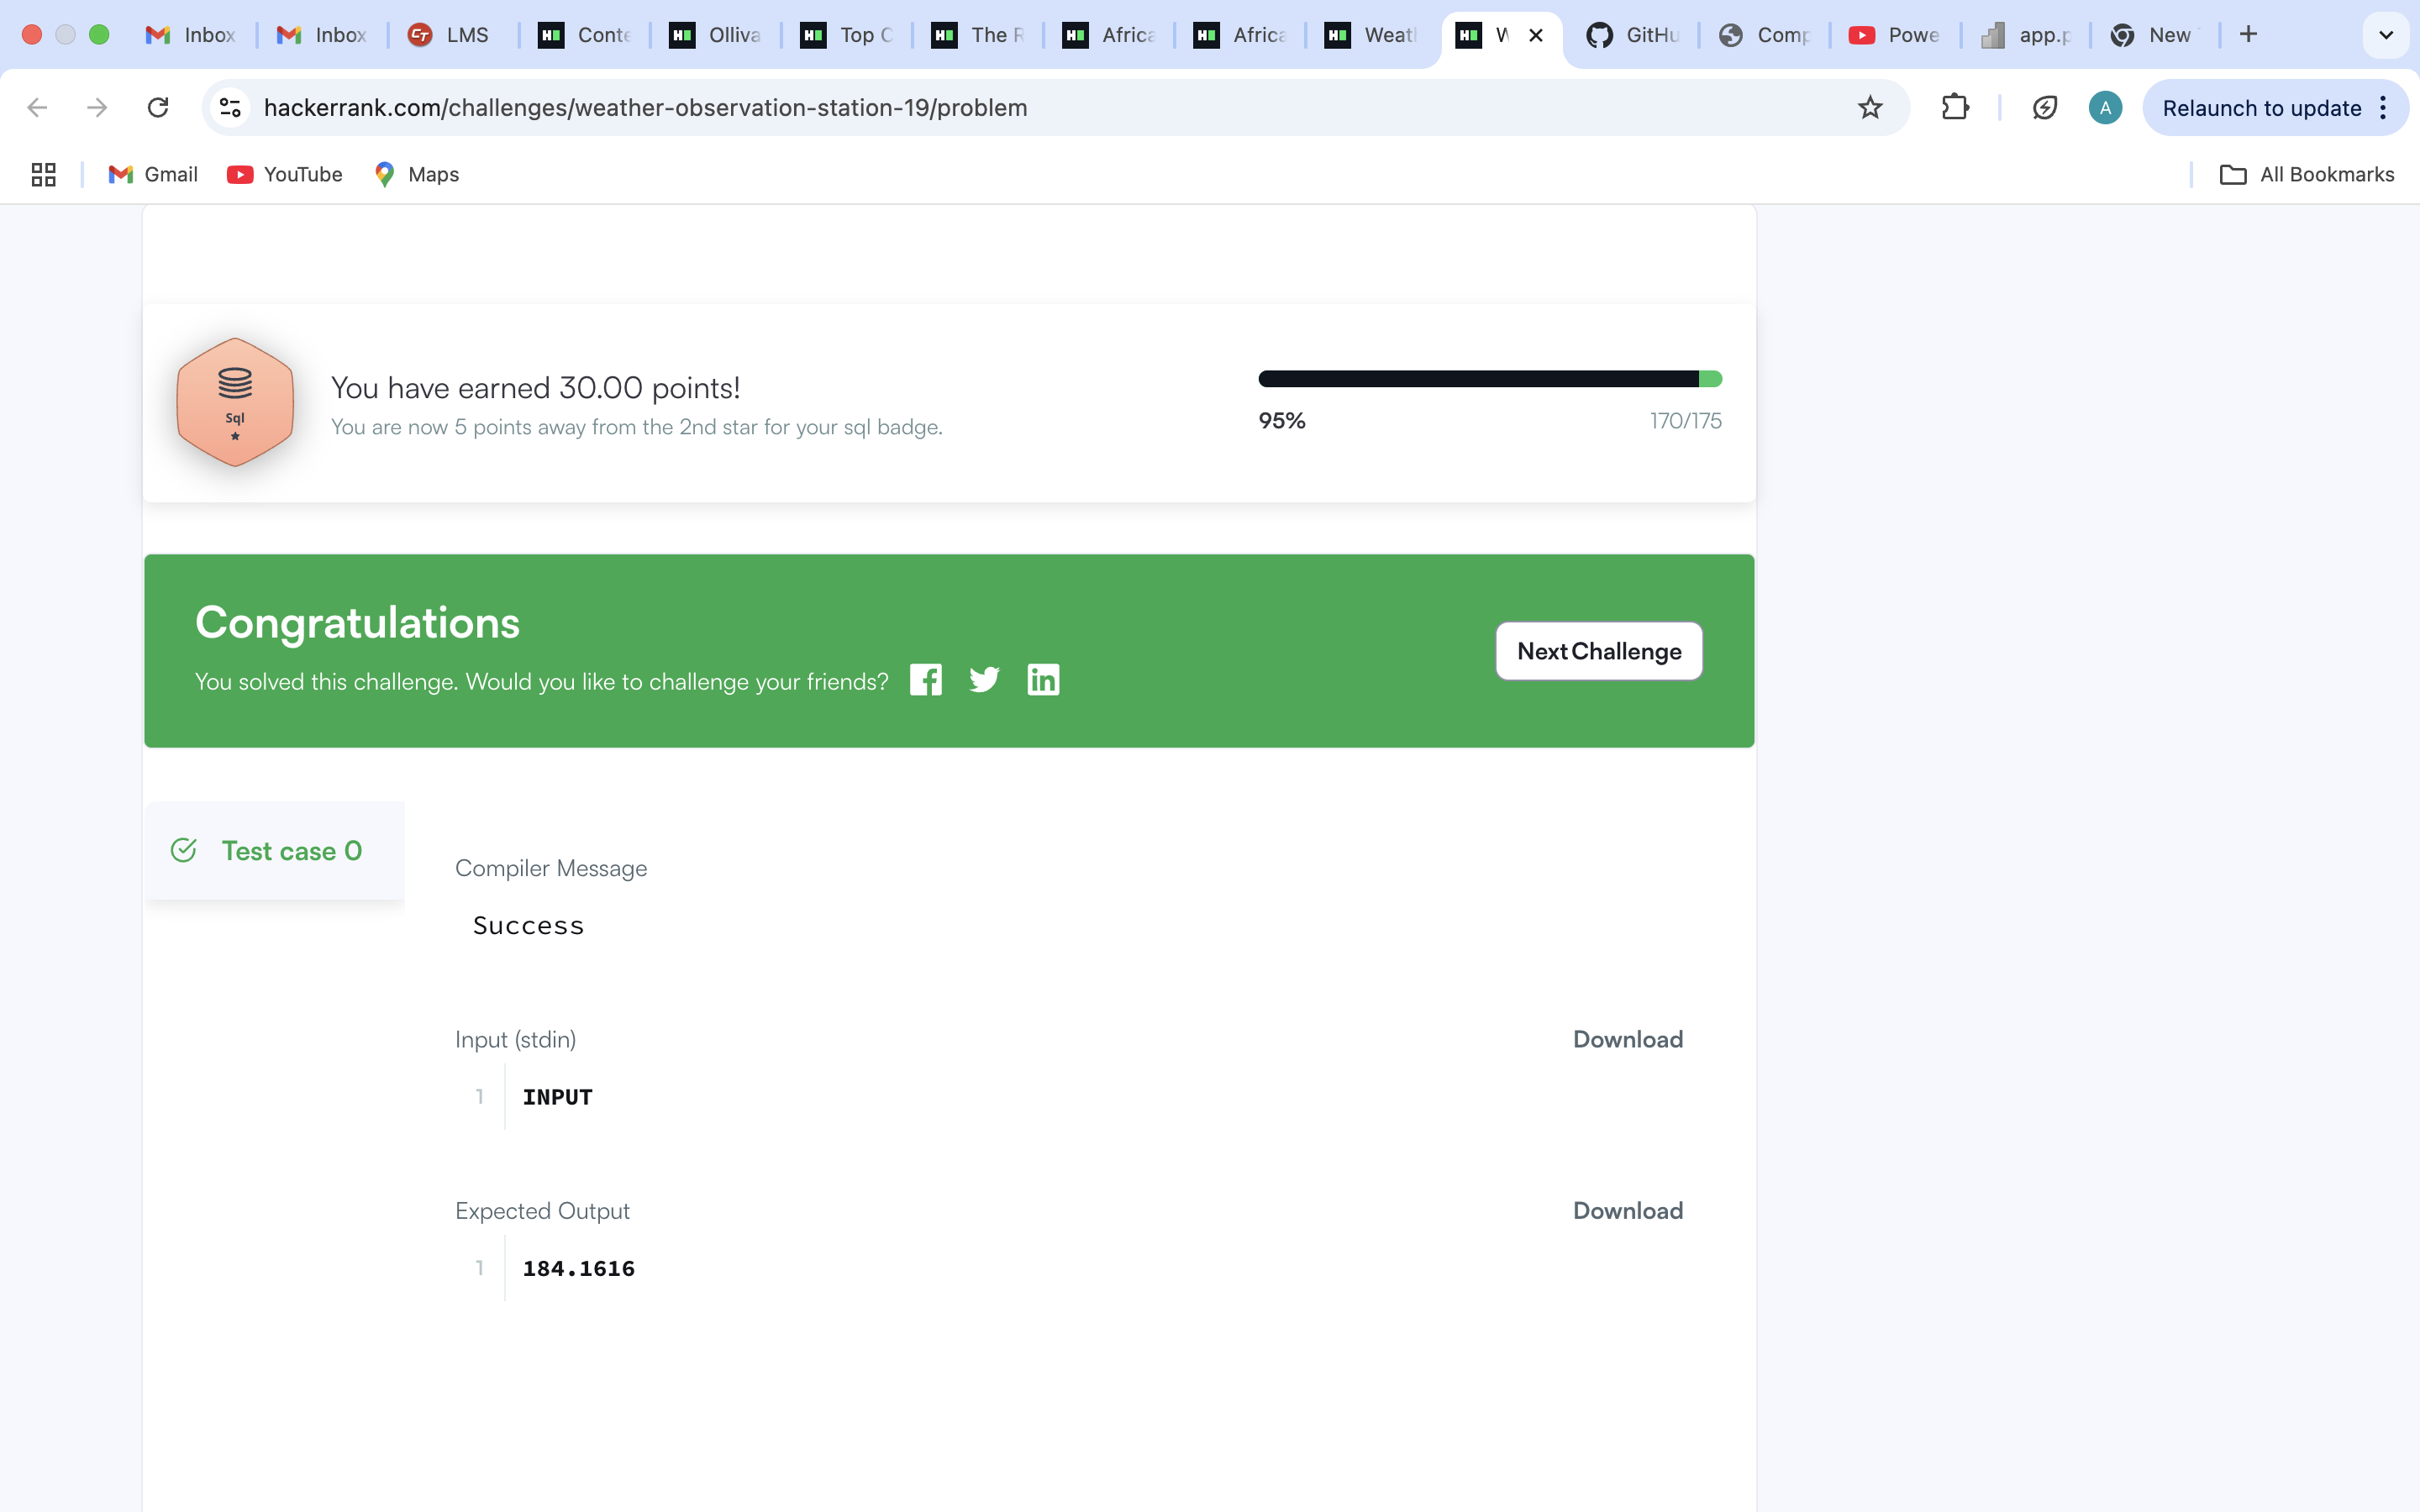 Inbox
Inbox
LMS
Conte
Olliva
Top C
The R
Africa
Africa
Weath
W
GitHu
Comp
Powe
app.p
New
hackerrank.com/challenges/weather-observation-station-19/problem
A
Relaunch to update
Gmail
YouTube
Maps
All Bookmarks
Sql
You have earned 30.00 points!
You are now 5 points away from the 2nd star for your sql badge.
95%
170/175
Congratulations
You solved this challenge. Would you like to challenge your friends?
Next Challenge
Test case 0
Compiler Message
Success
Input (stdin)
Download
1
INPUT
Expected Output
Download
1
184.1616